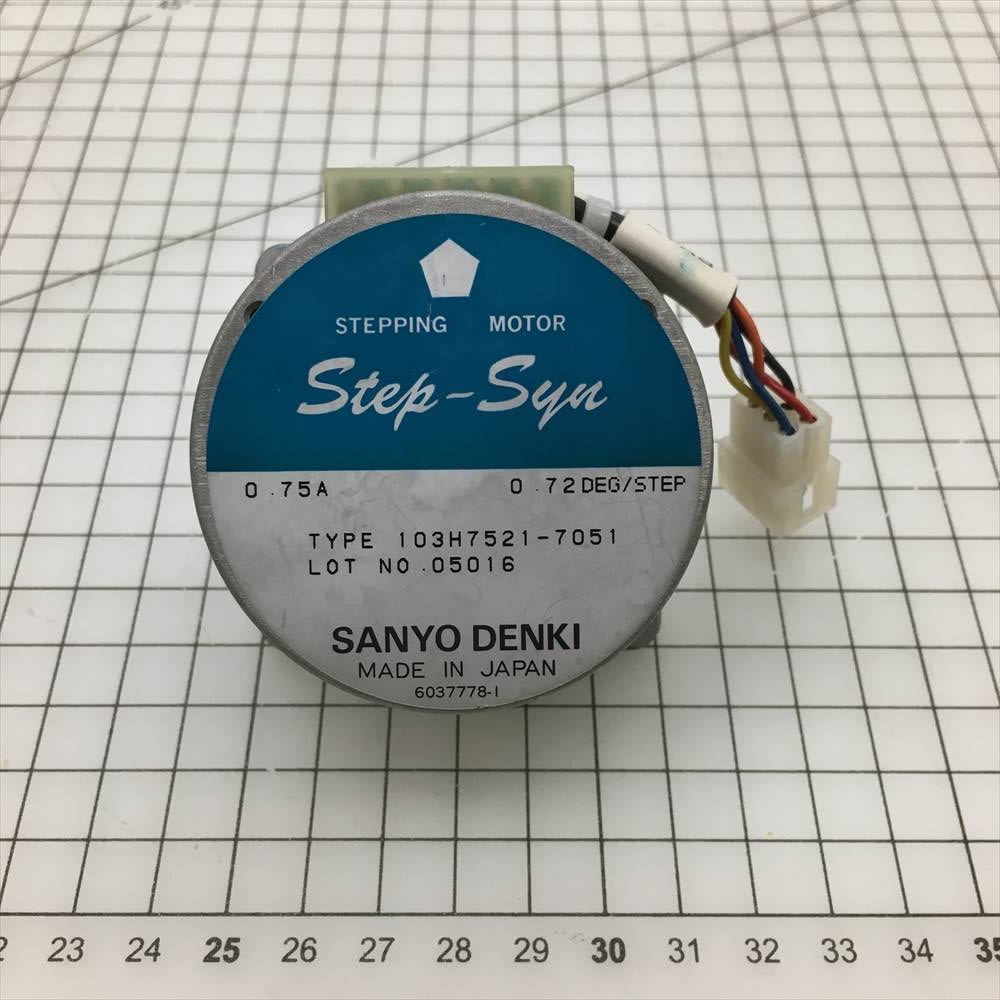 STEPPING MOTOR
Step-Syn
0.75A 0.72DEG/STEP
TYPE 103H7521-7051
LOT NO.05016
SANYO DENKI
MADE IN JAPAN
6037778-1
23 24 25 26 27 28 29 30 31 32 33 34 35